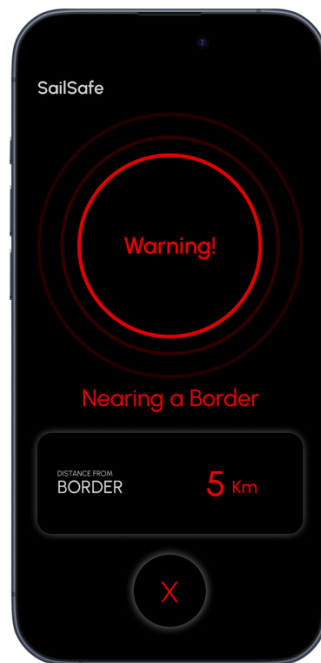 SailSafe
Warning!
Nearing a Border
DISTANCE FROM
BORDER
5 Km
X